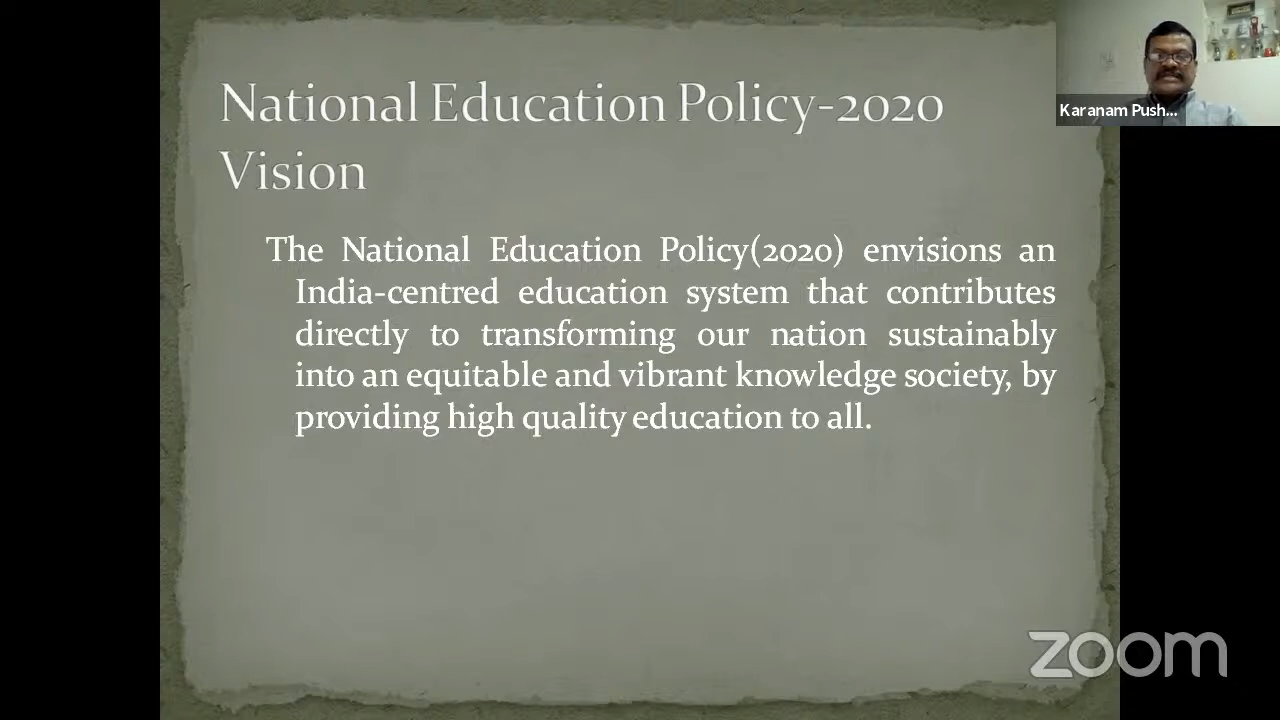 National Education Policy-2020
Vision
The National Education Policy(2020) envisions an
India-centred education system that contributes
directly to transforming our nation sustainably
into an equitable and vibrant knowledge society, by
providing high quality education to all.
Karanam Push...
zoom